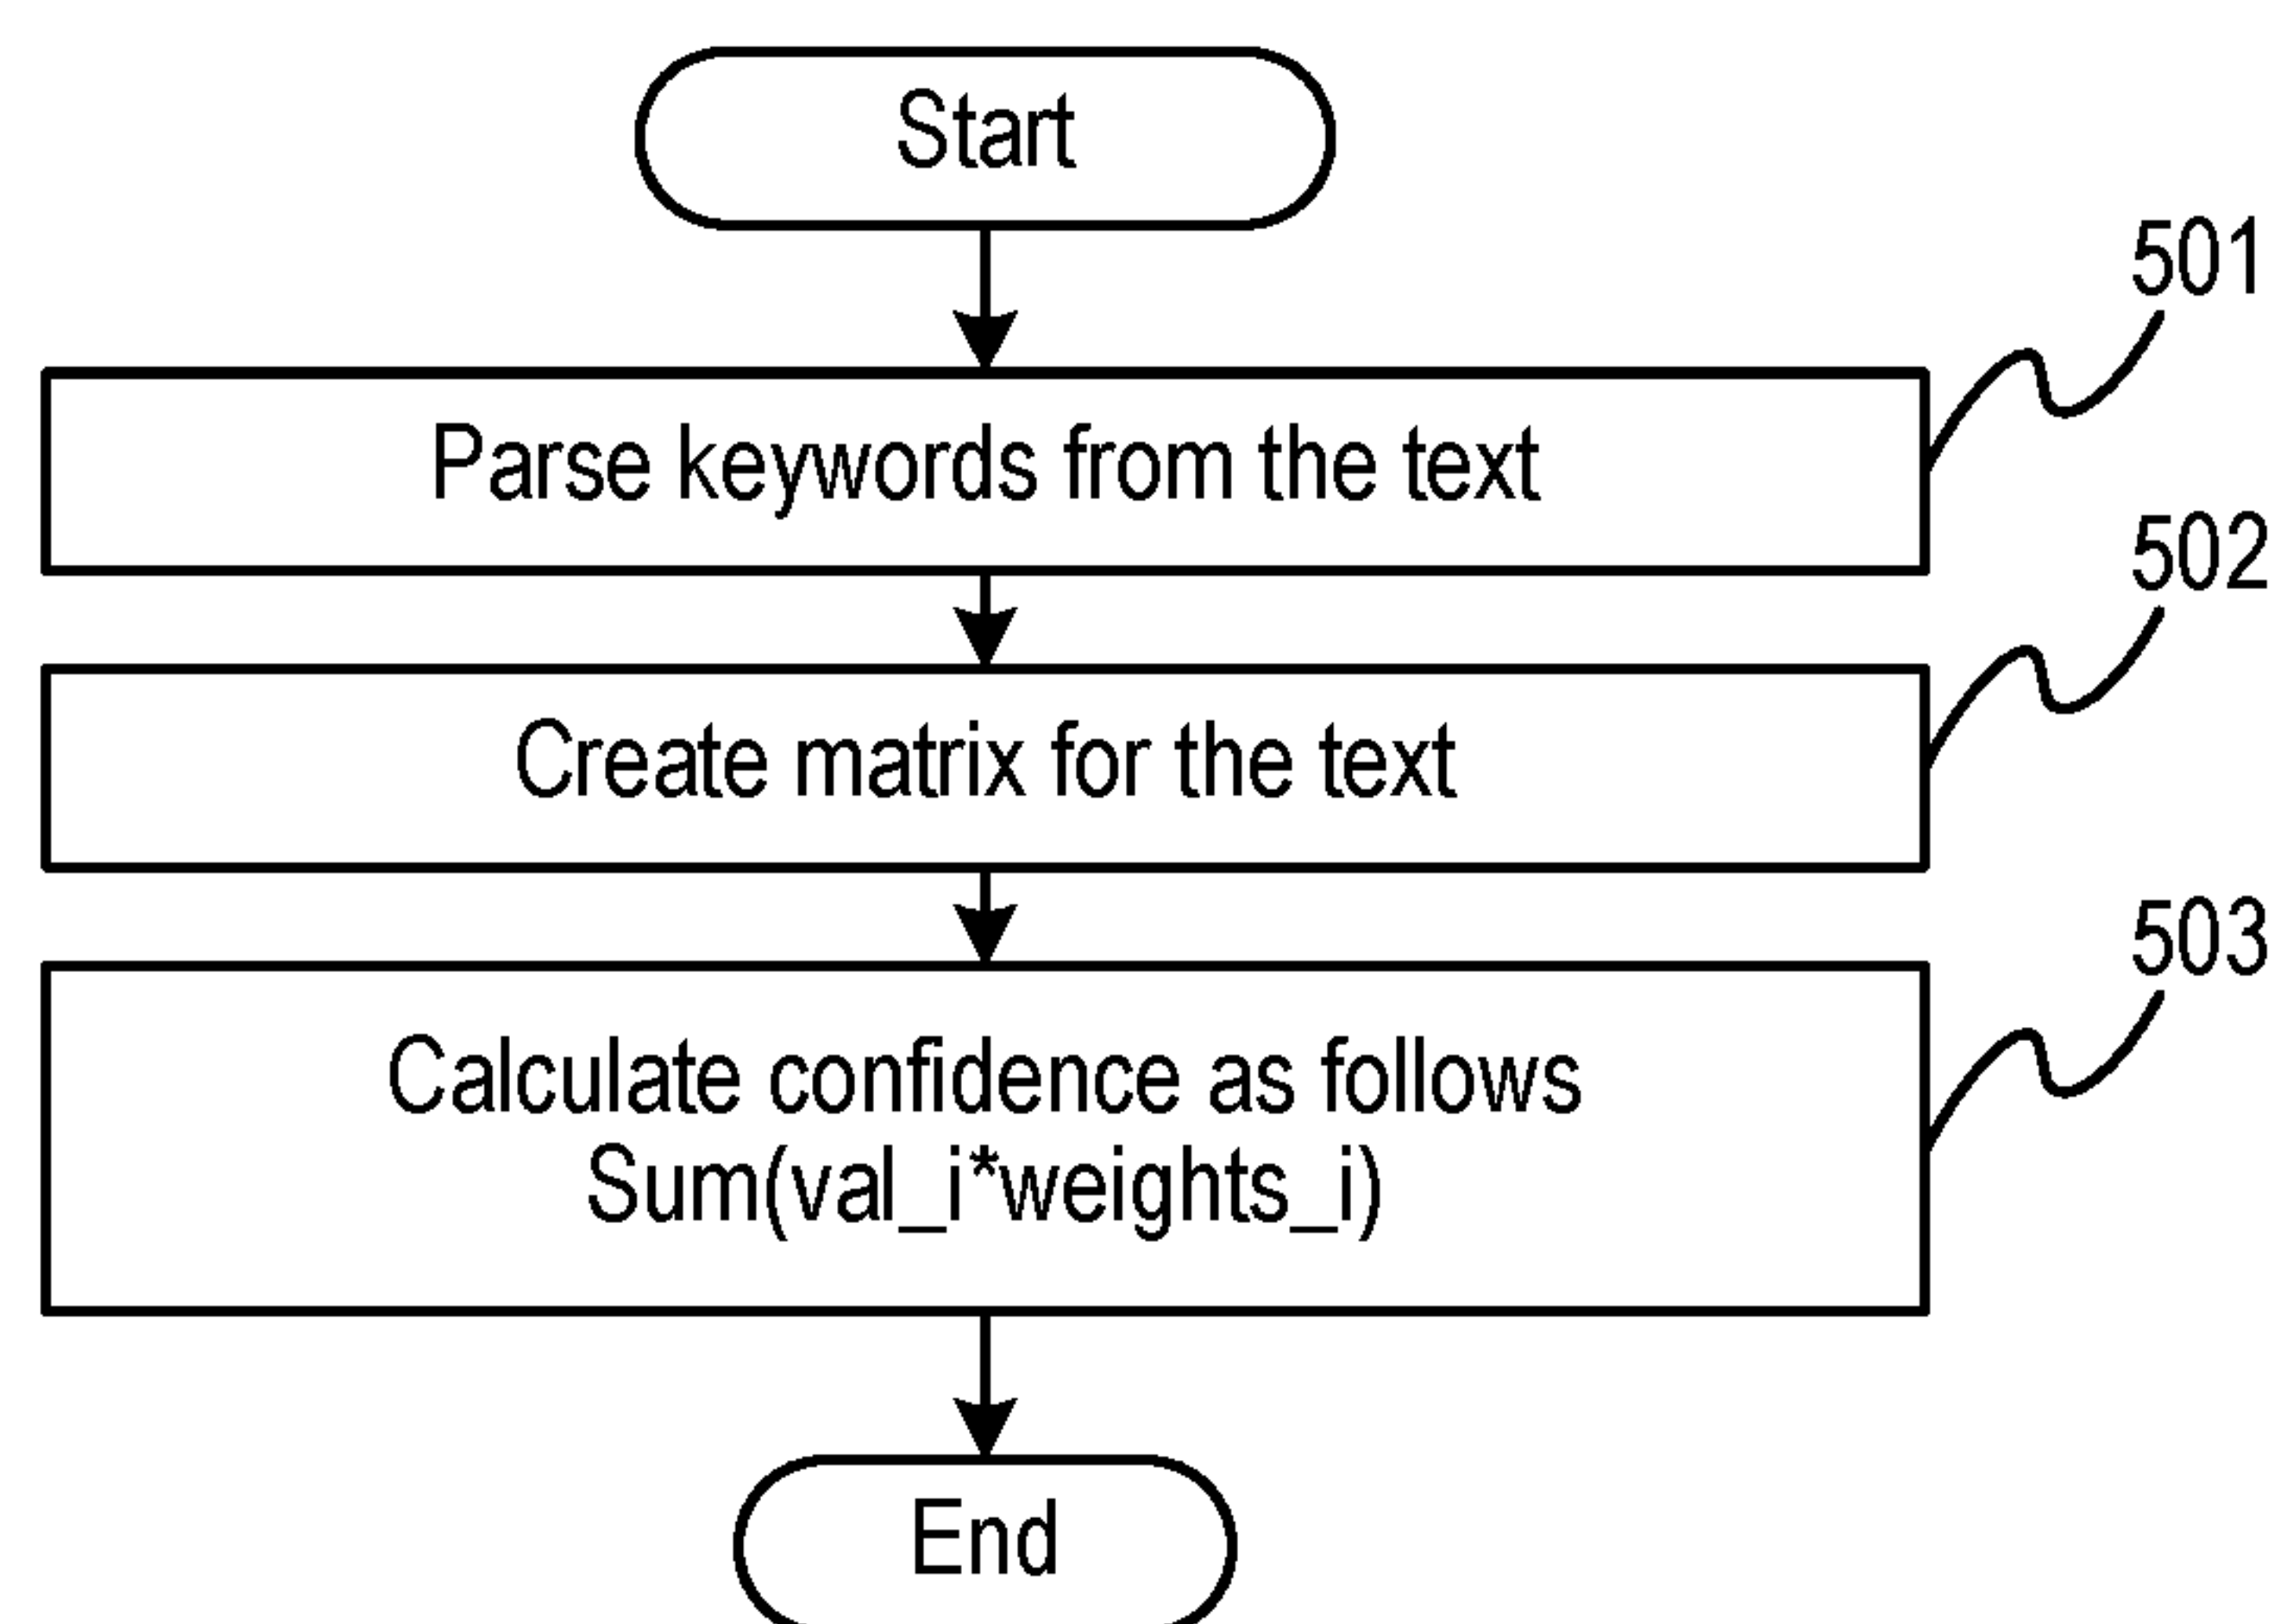 Start
501
Parse keywords from the text
502
Create matrix for the text
503
Calculate confidence as follows
Sum(val_i*weights_i)
End